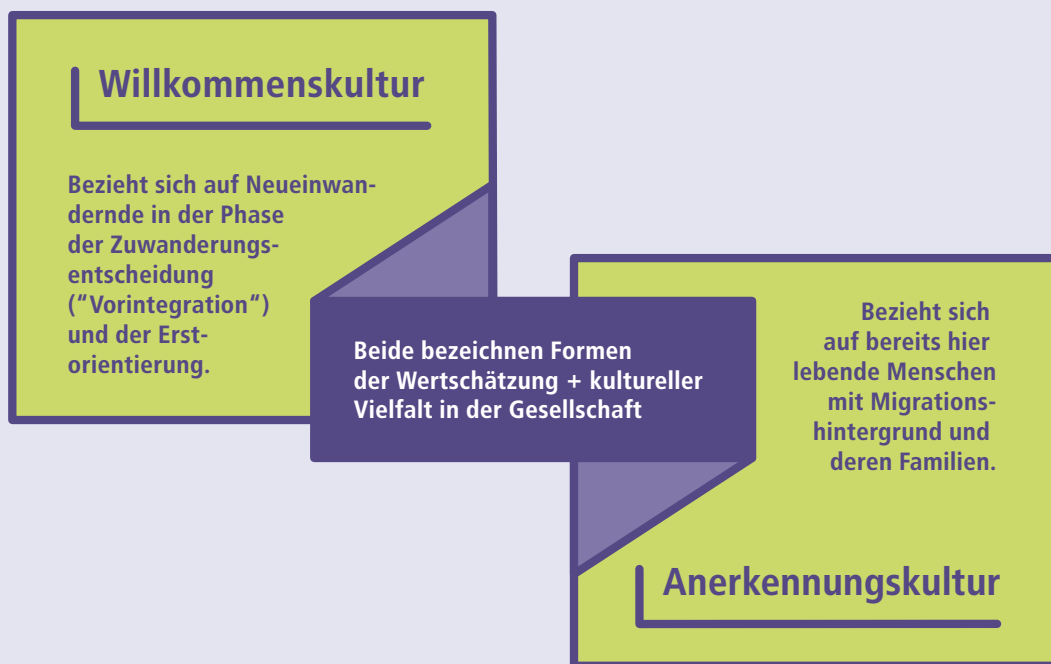 Willkommenskultur
Bezieht sich auf Neueinwan-
dernde in der Phase
der Zuwanderungs-
entscheidung
(“Vorintegration“)
und der Erst-
orientierung.
Beide bezeichnen Formen
der Wertschätzung + kultureller
Vielfalt in der Gesellschaft
Bezieht sich
auf bereits hier
lebende Menschen
mit Migrations-
hintergrund und
deren Familien.
Anerkennungskultur